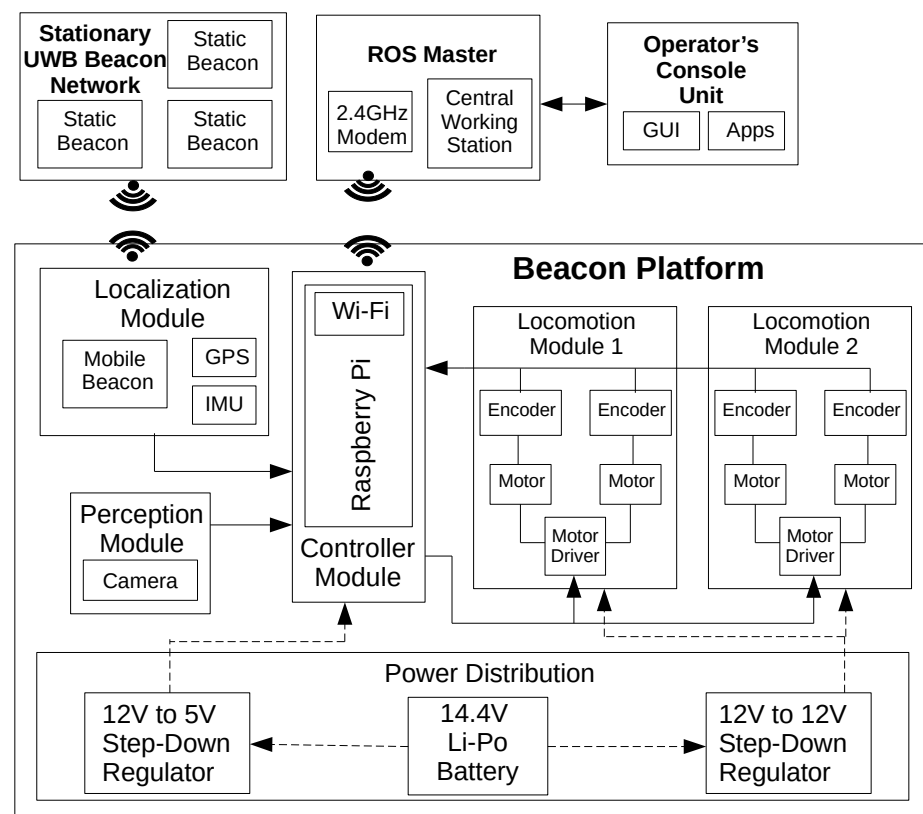 Stationary
UWB Beacon
Network
Static
Beacon
Static
Beacon
Static
Beacon
ROS Master
2.4GHz
Modem
Central
Working
Station
Operator’s
Console
Unit
GUI
Apps
Beacon Platform
Localization
Module
Mobile
Beacon
GPS
IMU
Wi-Fi
Raspberry Pi
Controller
Module
Perception
Module
Camera
Locomotion
Module 1
Encoder
Encoder
Motor
Motor
Motor
Driver
Locomotion
Module 2
Encoder
Encoder
Motor
Motor
Motor
Driver
Power Distribution
12V to 5V
Step-Down
Regulator
14.4V
Li-Po
Battery
12V to 12V
Step-Down
Regulator